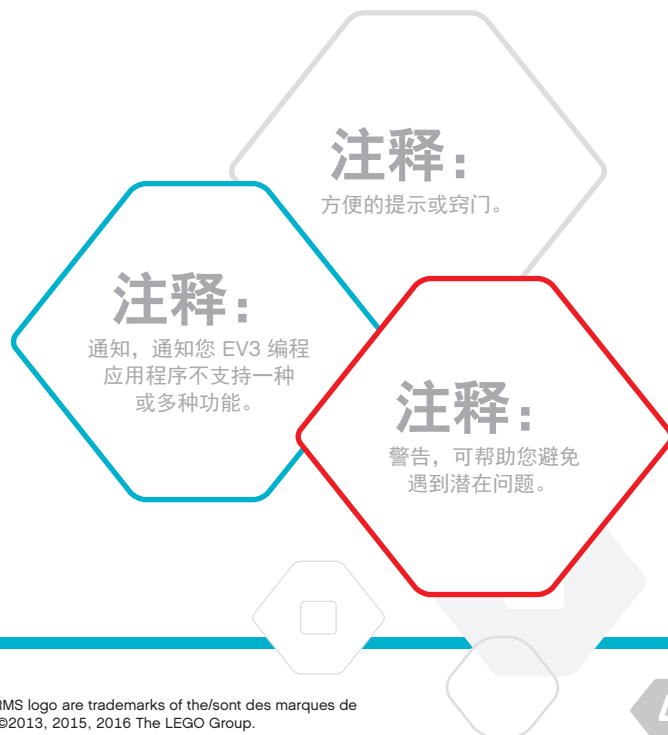 注释：
方便的提示或窍门。
注释：
通知，通知您 EV3 编程
应用程序不支持一种
或多种功能。
注释：
警告，可帮助您避免
遇到潜在问题。
RMS logo are trademarks of the/sont des marques de
©2013, 2015, 2016 The LEGO Group.